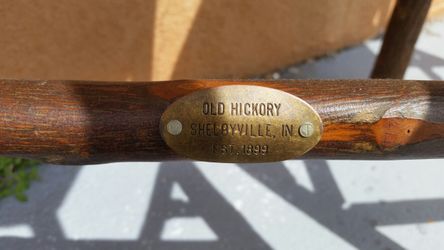 OLD HICKORY
SHELBYVILLE, IN.
EST. 1899